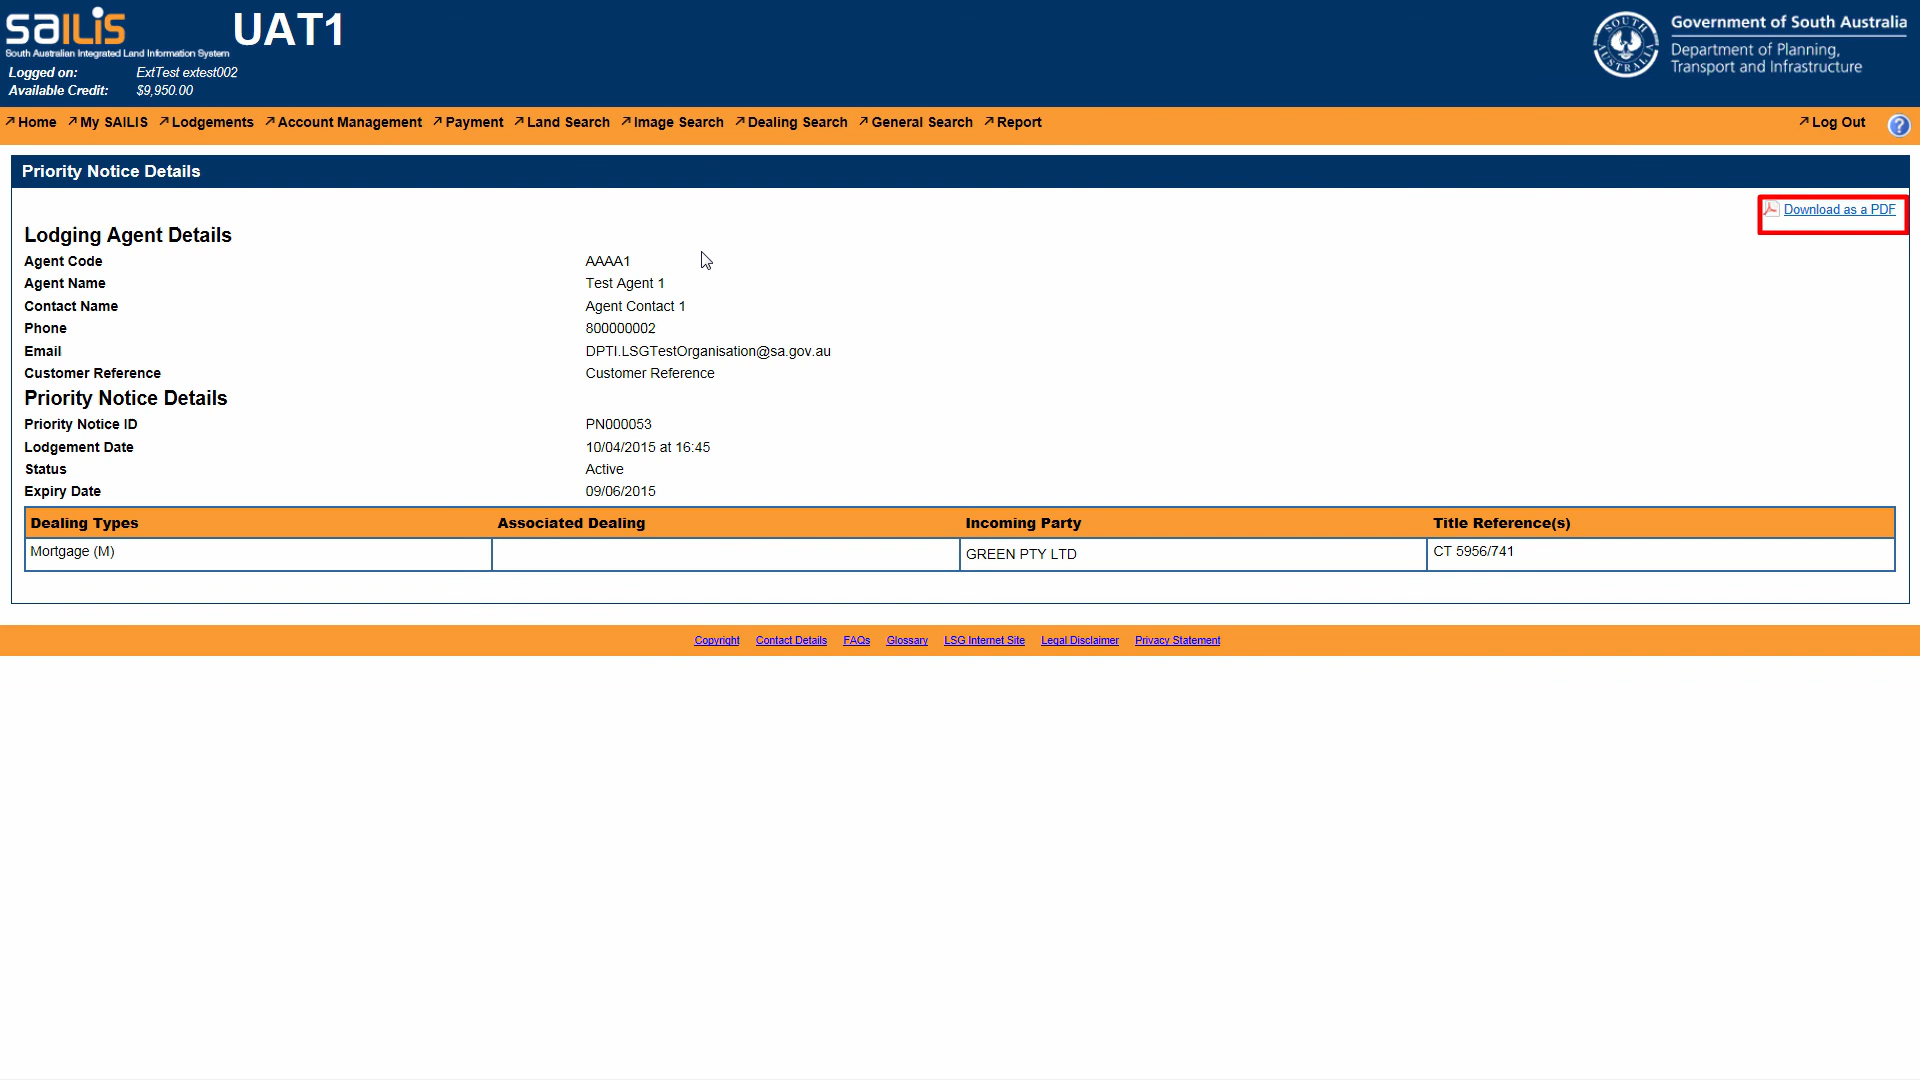 saILIS UAT1
South Australian Integrated Land Information System
Logged on: ExtTest extest002
Available Credit: $9,950.00
SOUTH AUSTRALIA
Government of South Australia
Department of Planning,
Transport and Infrastructure
Home My SAILIS Lodgements Account Management Payment Land Search Image Search Dealing Search General Search Report Log Out ?
Priority Notice Details
Download as a PDF
Lodging Agent Details
Agent Code AAAA1
Agent Name Test Agent 1
Contact Name Agent Contact 1
Phone 800000002
Email DPTI.LSGTestOrganisation@sa.gov.au
Customer Reference Customer Reference
Priority Notice Details
Priority Notice ID PN000053
Lodgement Date 10/04/2015 at 16:45
Status Active
Expiry Date 09/06/2015
Dealing Types Associated Dealing Incoming Party Title Reference(s)
Mortgage (M) GREEN PTY LTD CT 5956/741
Copyright Contact Details FAQs Glossary LSG Internet Site Legal Disclaimer Privacy Statement